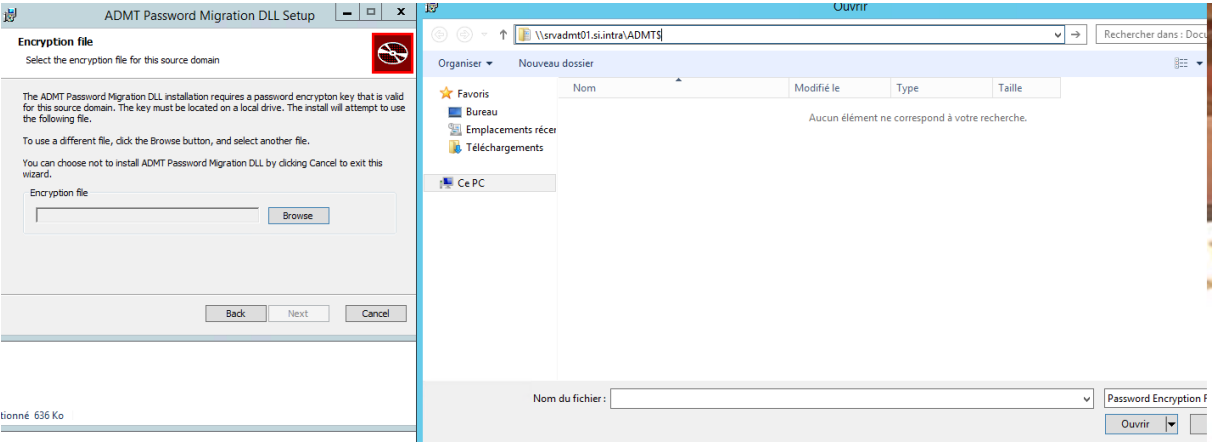 ADMT Password Migration DLL Setup
Encryption file
Select the encryption file for this source domain
The ADMT Password Migration DLL installation requires a password encrypton key that is valid
for this source domain. The key must be located on a local drive. The install will attempt to use
the following file.
To use a different file, click the Browse button, and select another file.
You can choose not to install ADMT Password Migration DLL by clicking Cancel to exit this
wizard.
Encryption file
Browse
Back Next Cancel
tionné 636 Ko
Ouvrir
\\srvadmt01.si.intra\ADMTS
Rechercher dans : Docu
Organiser Nouveau dossier
Favoris
Bureau
Emplacements récer
Téléchargements
Ce PC
Nom Modifié le Type Taille
Aucun élément ne correspond à votre recherche.
Nom du fichier :
Password Encryption F
Ouvrir